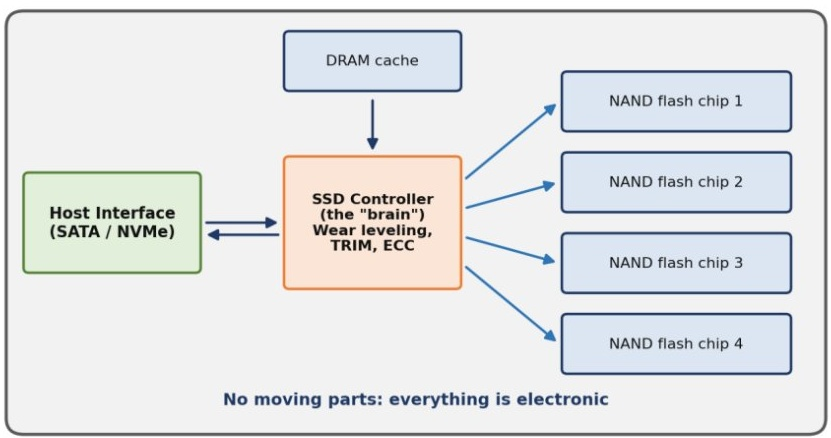 DRAM cache
NAND flash chip 1
NAND flash chip 2
Host Interface
(SATA / NVMe)
SSD Controller
(the "brain")
Wear leveling,
TRIM, ECC
NAND flash chip 3
NAND flash chip 4
No moving parts: everything is electronic